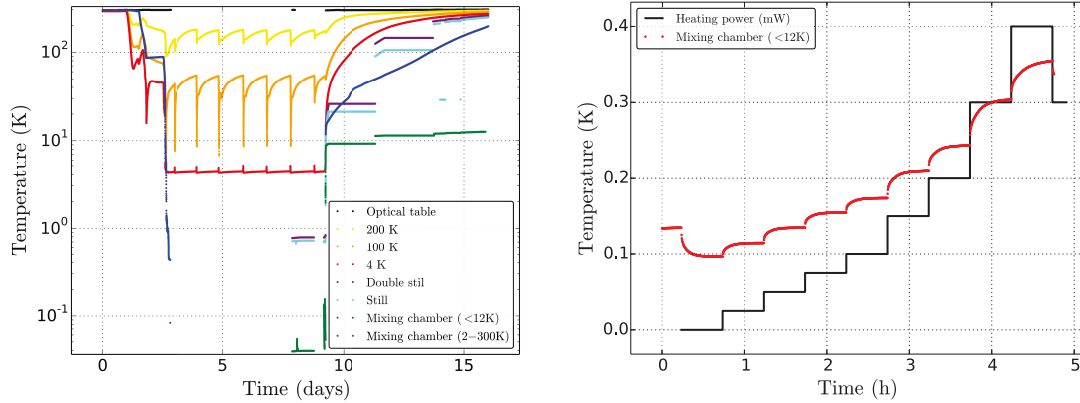 10²
10¹
10⁰
10⁻¹
Temperature (K)
Optical table
200 K
100 K
4 K
Double stil
Still
Mixing chamber (<12K)
Mixing chamber (2−300K)
0 5 10 15
Time (days)
Heating power (mW)
Mixing chamber (<12K)
0.4
0.3
0.2
0.1
0.0
Temperature (K)
0 1 2 3 4 5
Time (h)